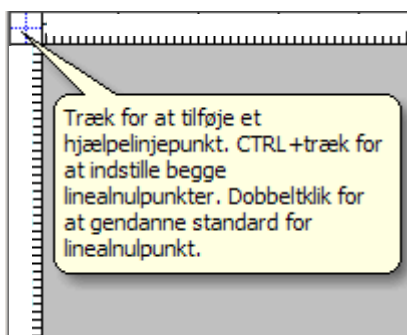 Træk for at tilføje et
hjælpelinjepunkt. CTRL+træk for
at indstille begge
linealnulpunkter. Dobbeltklik for
at gendanne standard for
linealnulpunkt.